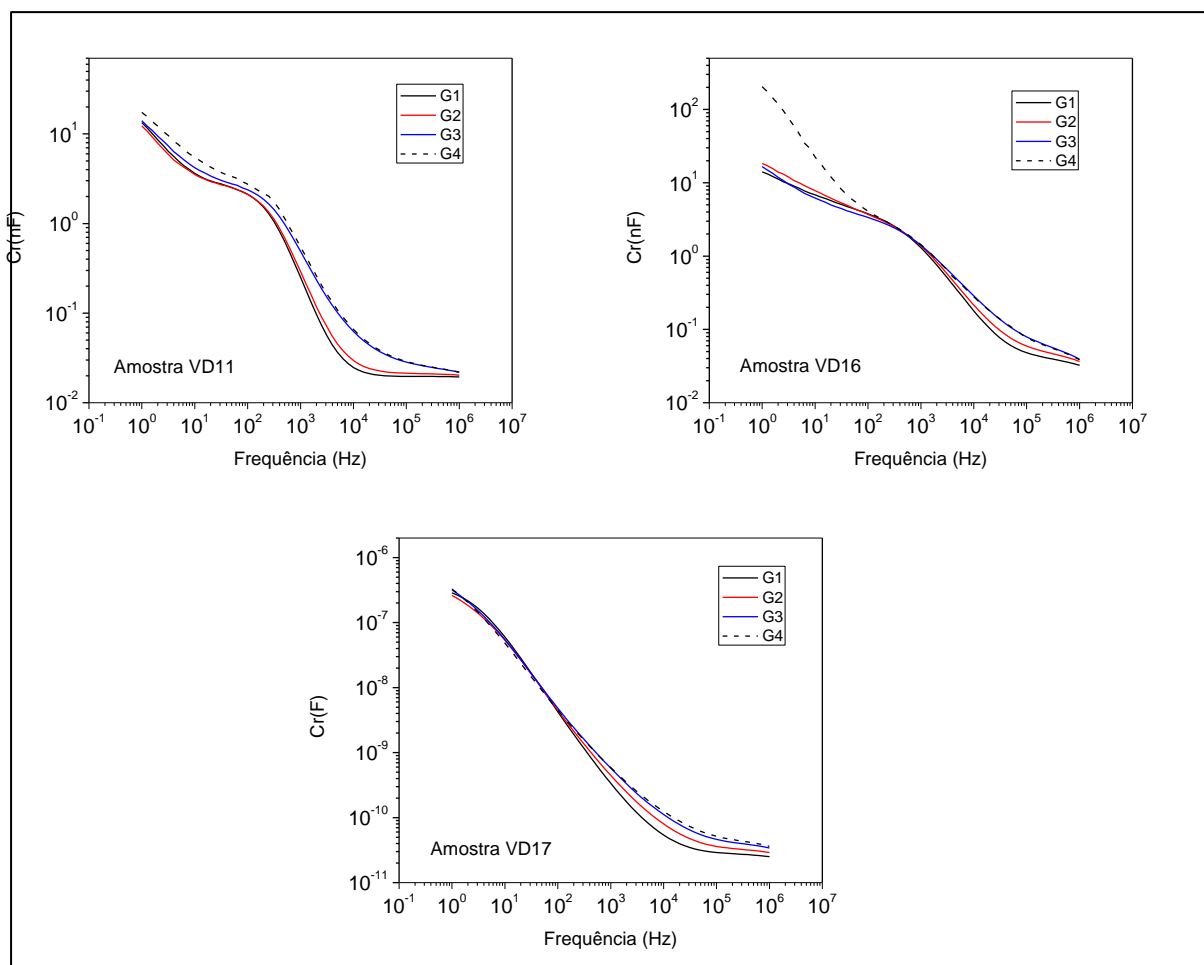 Cr(nF)
10^1
10^0
10^-1
10^-2
10^-1 10^0 10^1 10^2 10^3 10^4 10^5 10^6 10^7
Frequência (Hz)
G1
G2
G3
G4
Amostra VD11
Cr(nF)
10^2
10^1
10^0
10^-1
10^-2
10^-1 10^0 10^1 10^2 10^3 10^4 10^5 10^6 10^7
Frequência (Hz)
G1
G2
G3
G4
Amostra VD16
Cr(F)
10^-6
10^-7
10^-8
10^-9
10^-10
10^-11
10^-1 10^0 10^1 10^2 10^3 10^4 10^5 10^6 10^7
Frequência (Hz)
G1
G2
G3
G4
Amostra VD17